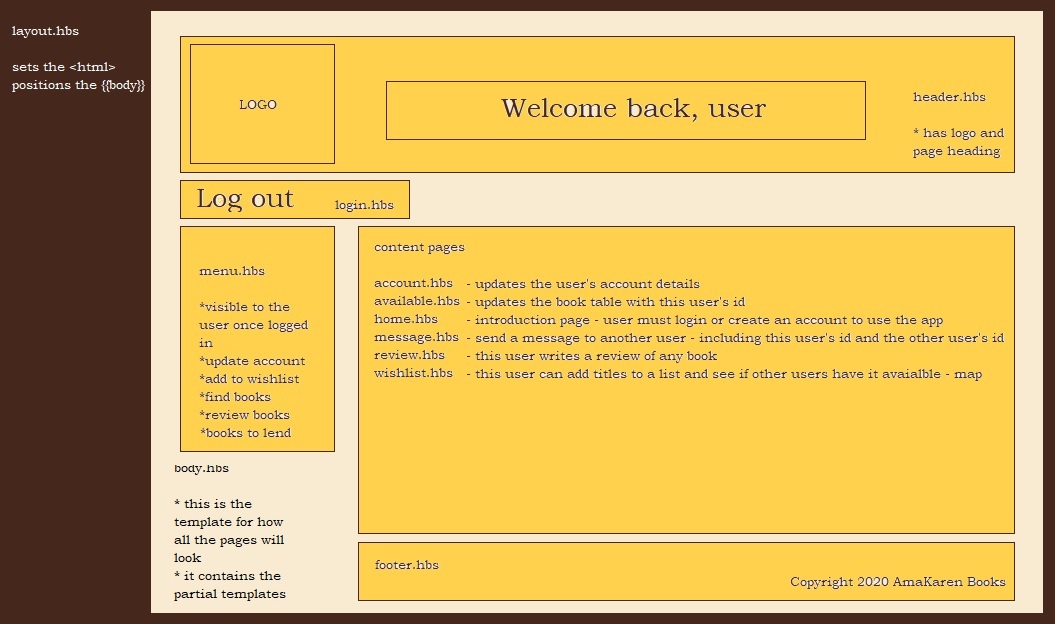 layout.hbs
sets the <html>
positions the {{body}}
LOGO
Welcome back, user
header.hbs
* has logo and
page heading
Log out
login.hbs
menu.hbs
*visible to the
user once logged
in
*update account
*add to wishlist
*find books
*review books
*books to lend
content pages
account.hbs - updates the user's account details
available.hbs - updates the book table with this user's id
home.hbs - introduction page - user must login or create an account to use the app
message.hbs - send a message to another user - including this user's id and the other user's id
review.hbs - this user writes a review of any book
wishlist.hbs - this user can add titles to a list and see if other users have it avaialble - map
body.hbs
* this is the
template for how
all the pages will
look
* it contains the
partial templates
footer.hbs
Copyright 2020 AmaKaren Books